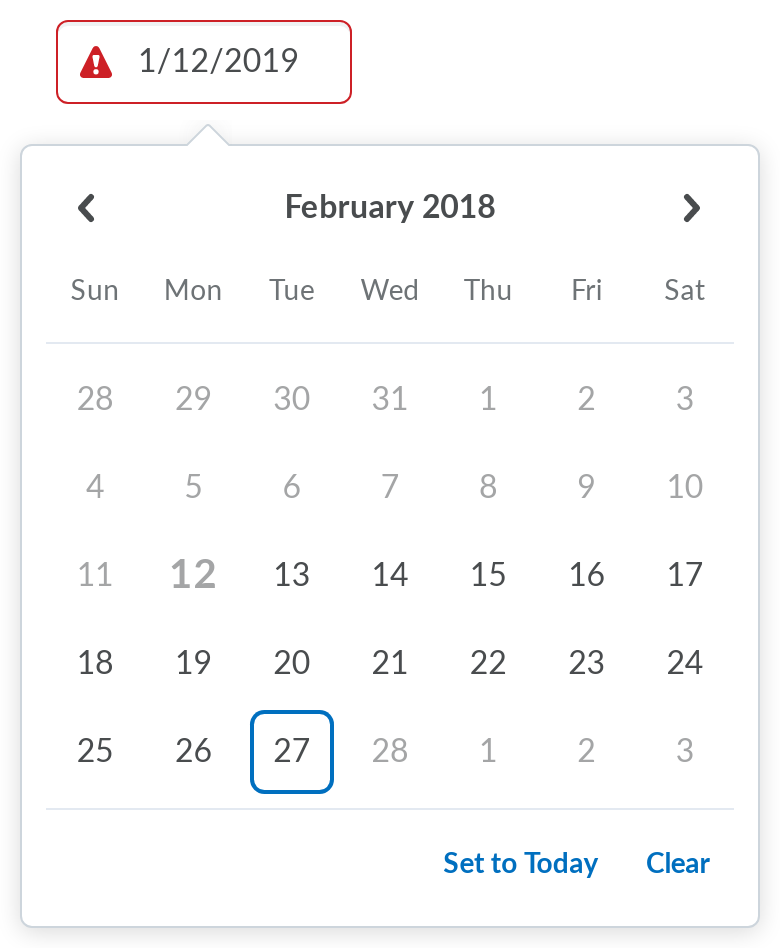 1/12/2019
February 2018
Sun Mon Tue Wed Thu Fri Sat
28 29 30 31 1 2 3
4 5 6 7 8 9 10
11 12 13 14 15 16 17
18 19 20 21 22 23 24
25 26 27 28 1 2 3
Set to Today Clear